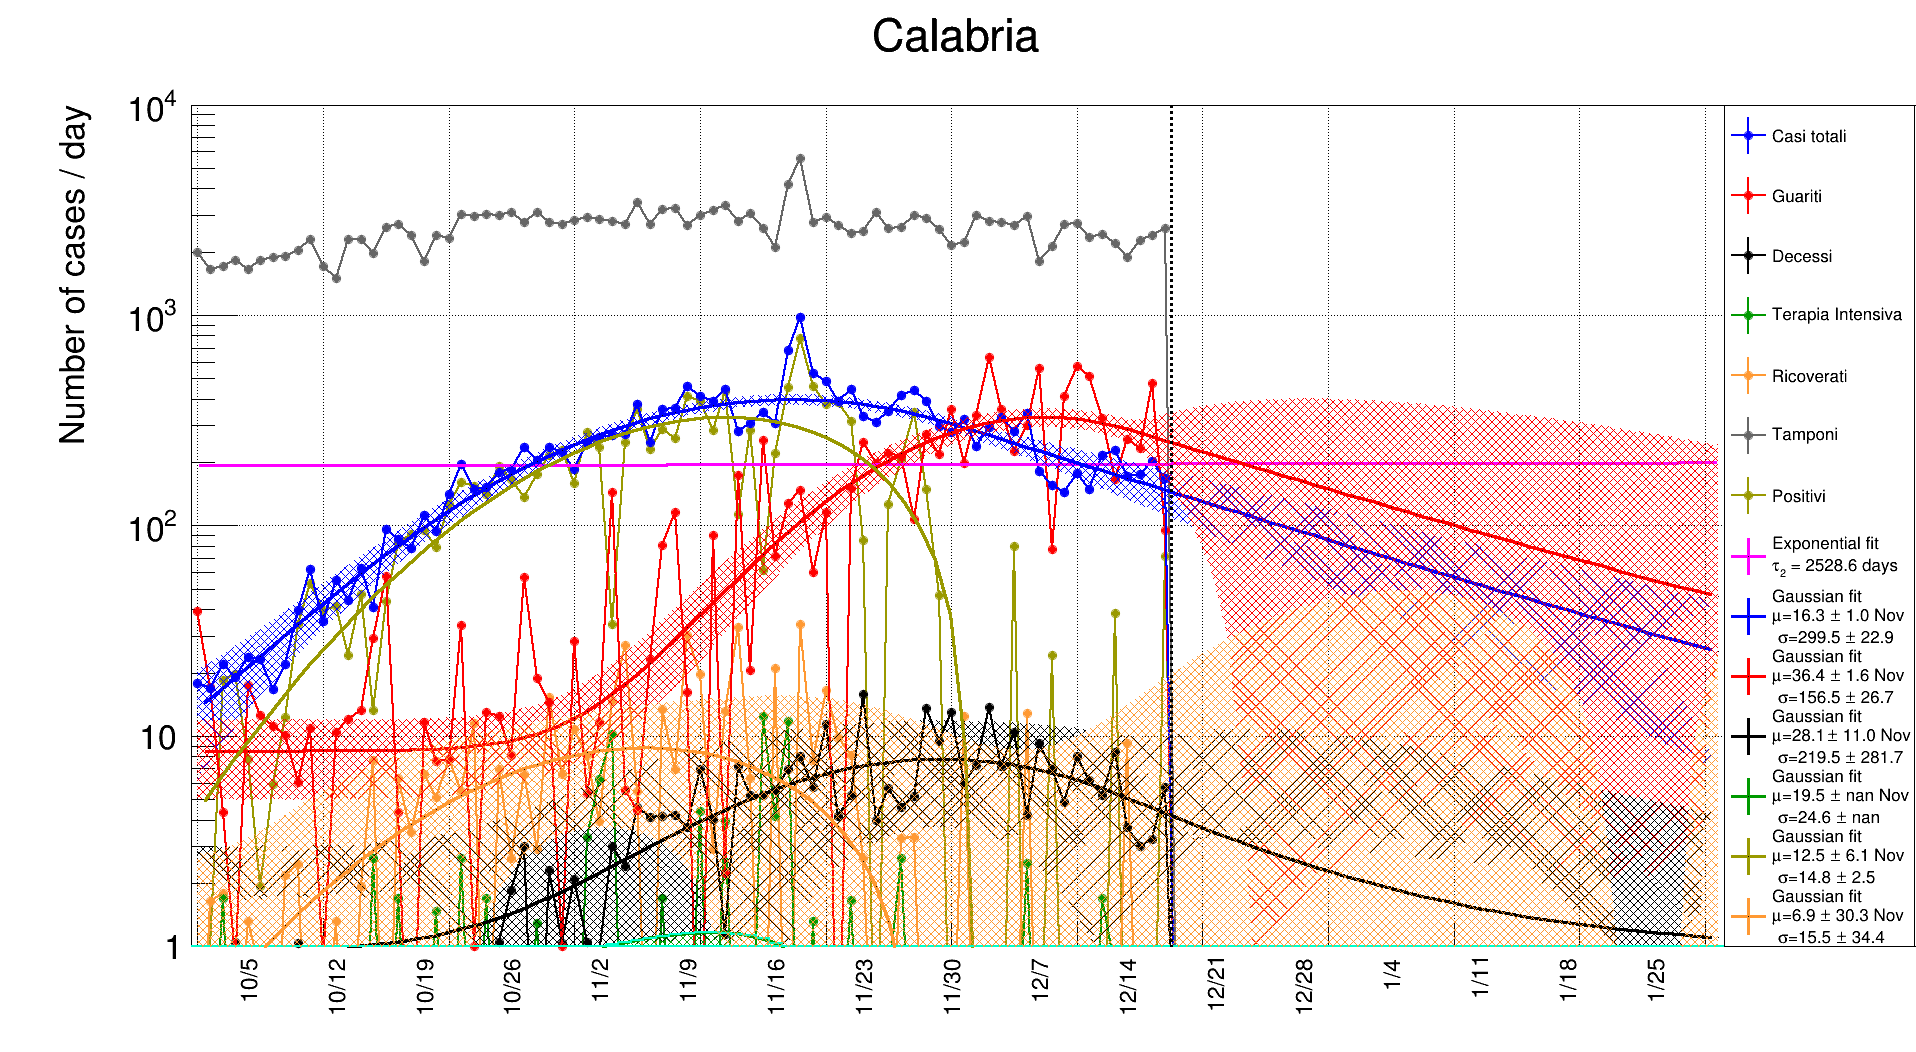 Calabria
Number of cases / day
10^4
10^3
10^2
10
1
10/5
10/12
10/19
10/26
11/2
11/9
11/16
11/23
11/30
12/7
12/14
12/21
12/28
1/4
1/11
1/18
1/25
Casi totali
Guariti
Decessi
Terapia Intensiva
Ricoverati
Tamponi
Positivi
Exponential fit
τ₂ = 2528.6 days
Gaussian fit
μ=16.3 ± 1.0 Nov
σ=299.5 ± 22.9
Gaussian fit
μ=36.4 ± 1.6 Nov
σ=156.5 ± 26.7
Gaussian fit
μ=28.1 ± 11.0 Nov
σ=219.5 ± 281.7
Gaussian fit
μ=19.5 ± nan Nov
σ=24.6 ± nan
Gaussian fit
μ=12.5 ± 6.1 Nov
σ=14.8 ± 2.5
Gaussian fit
μ=6.9 ± 30.3 Nov
σ=15.5 ± 34.4